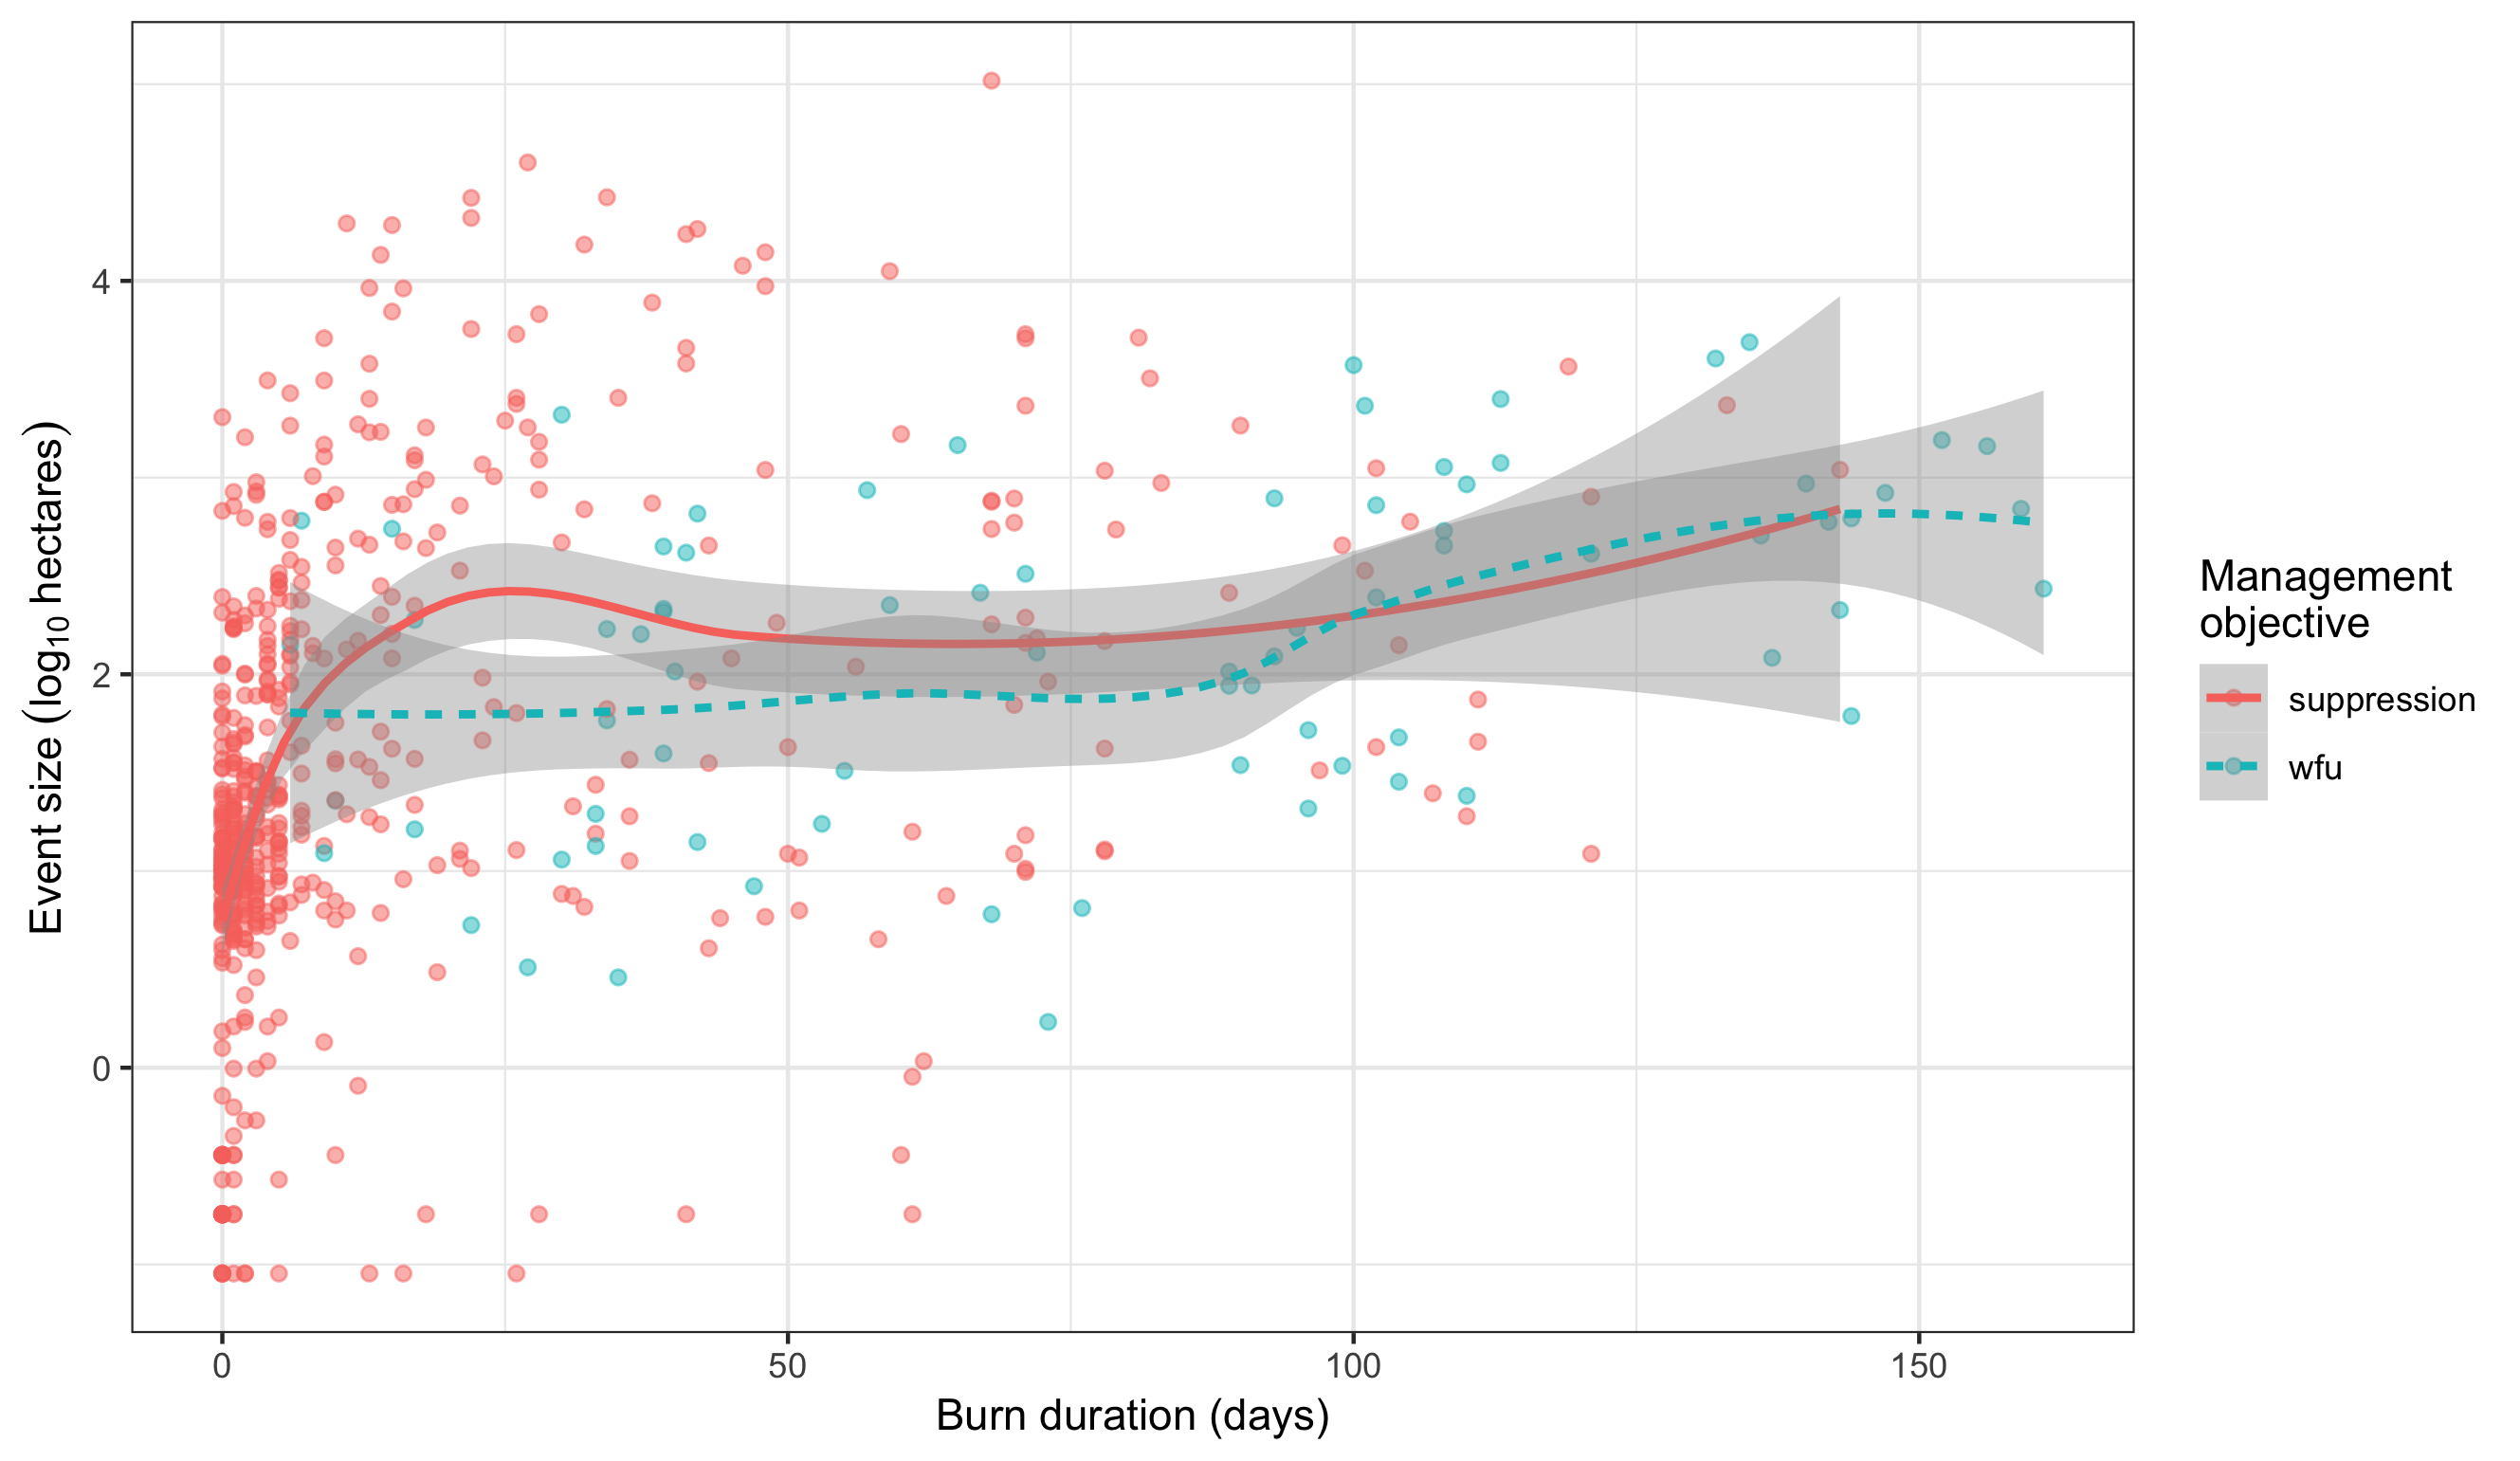 Event size (log₁₀ hectares)
4
2
0
0 50 100 150
Burn duration (days)
Management
objective
suppression
wfu